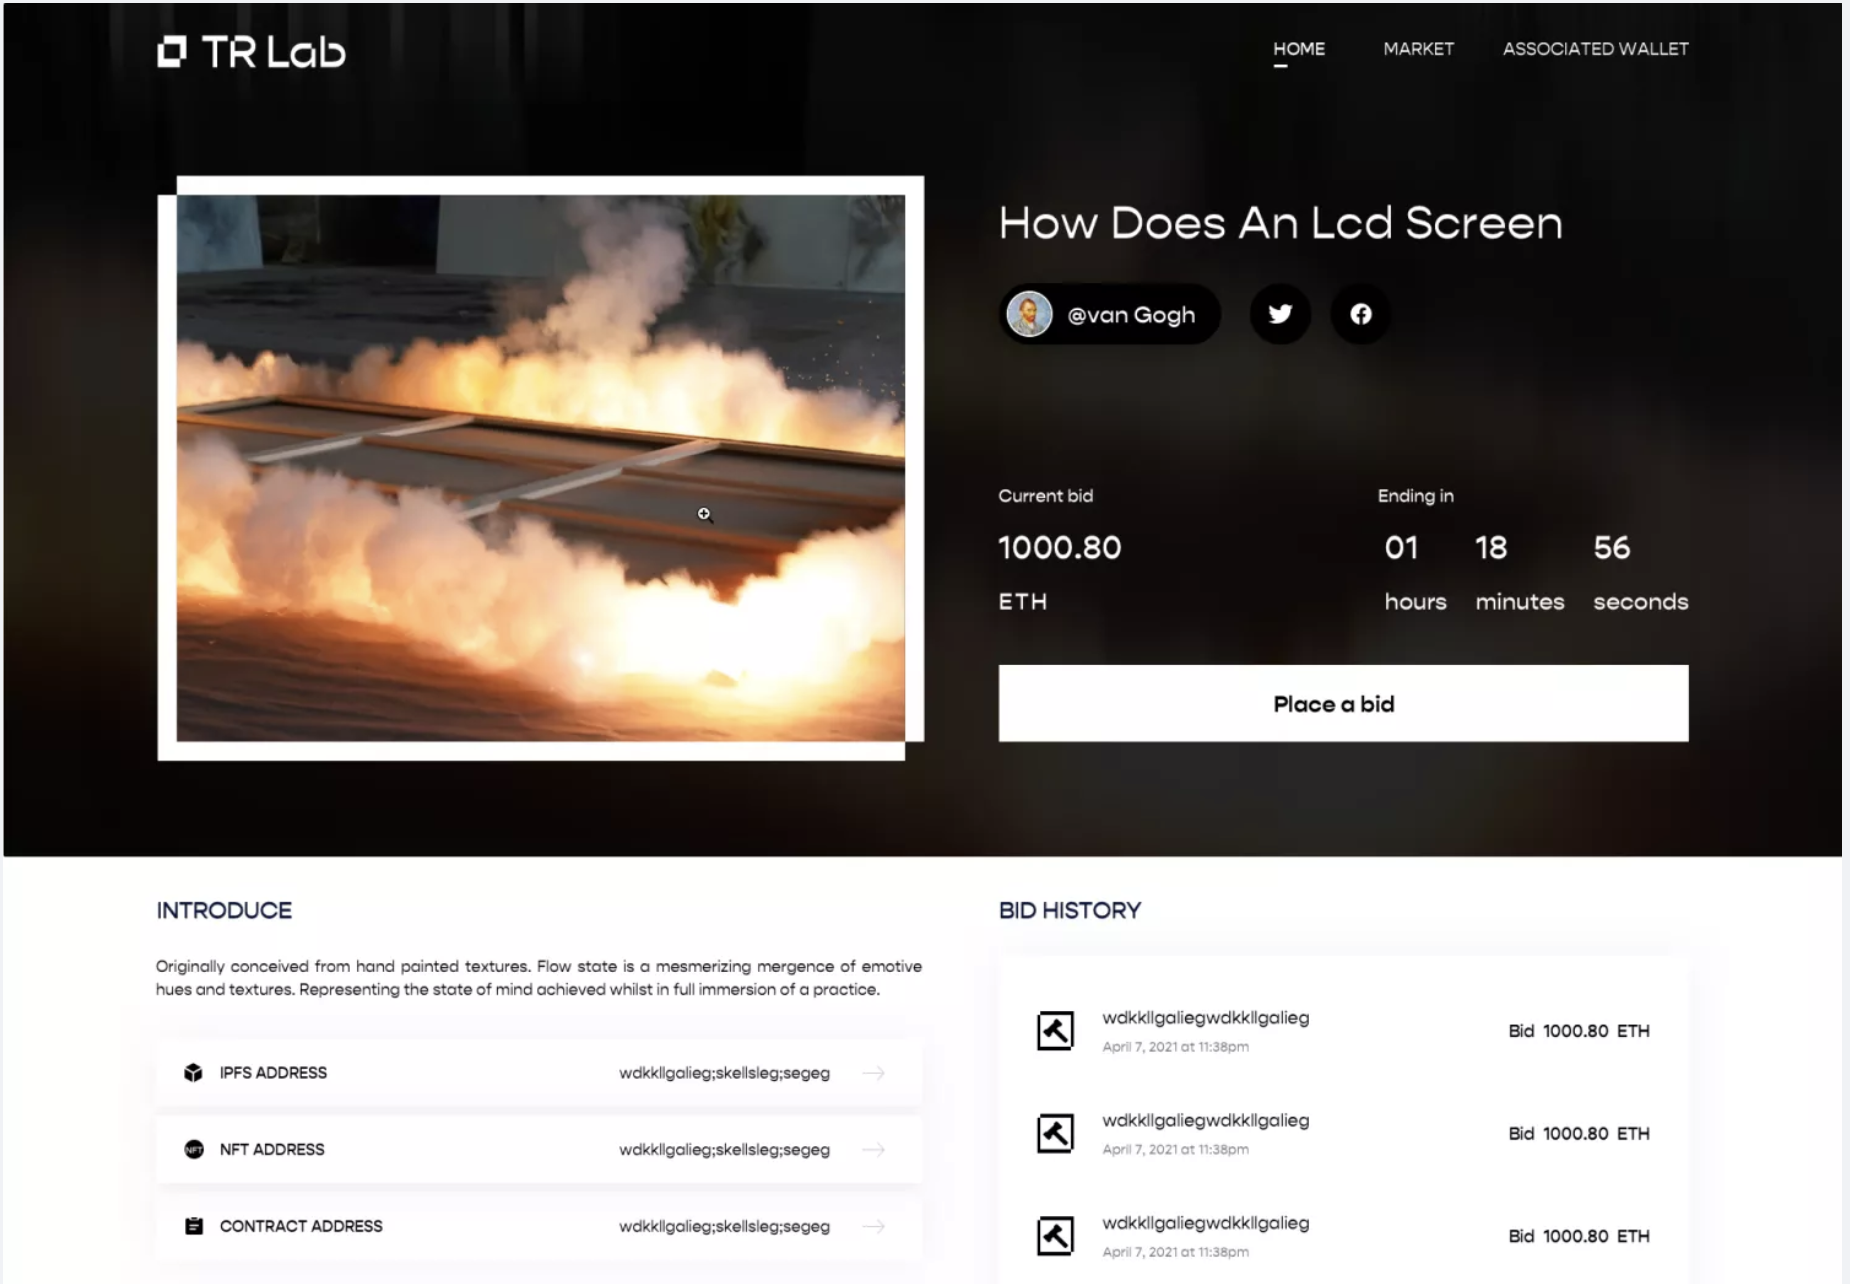 TR Lab
HOME MARKET ASSOCIATED WALLET
How Does An Lcd Screen
@van Gogh
Current bid
1000.80
ETH
Ending in
01 18 56
hours minutes seconds
Place a bid
INTRODUCE
Originally conceived from hand painted textures. Flow state is a mesmerizing mergence of emotive
hues and textures. Representing the state of mind achieved whilst in full immersion of a practice.
IPFS ADDRESS wdkkllgalieg;skellsleg;segeg
NFT NFT ADDRESS wdkkllgalieg;skellsleg;segeg
CONTRACT ADDRESS wdkkllgalieg;skellsleg;segeg
BID HISTORY
wdkkllgaliegwdkkllgalieg
April 7, 2021 at 11:38pm
Bid 1000.80 ETH
wdkkllgaliegwdkkllgalieg
April 7, 2021 at 11:38pm
Bid 1000.80 ETH
wdkkllgaliegwdkkllgalieg
April 7, 2021 at 11:38pm
Bid 1000.80 ETH